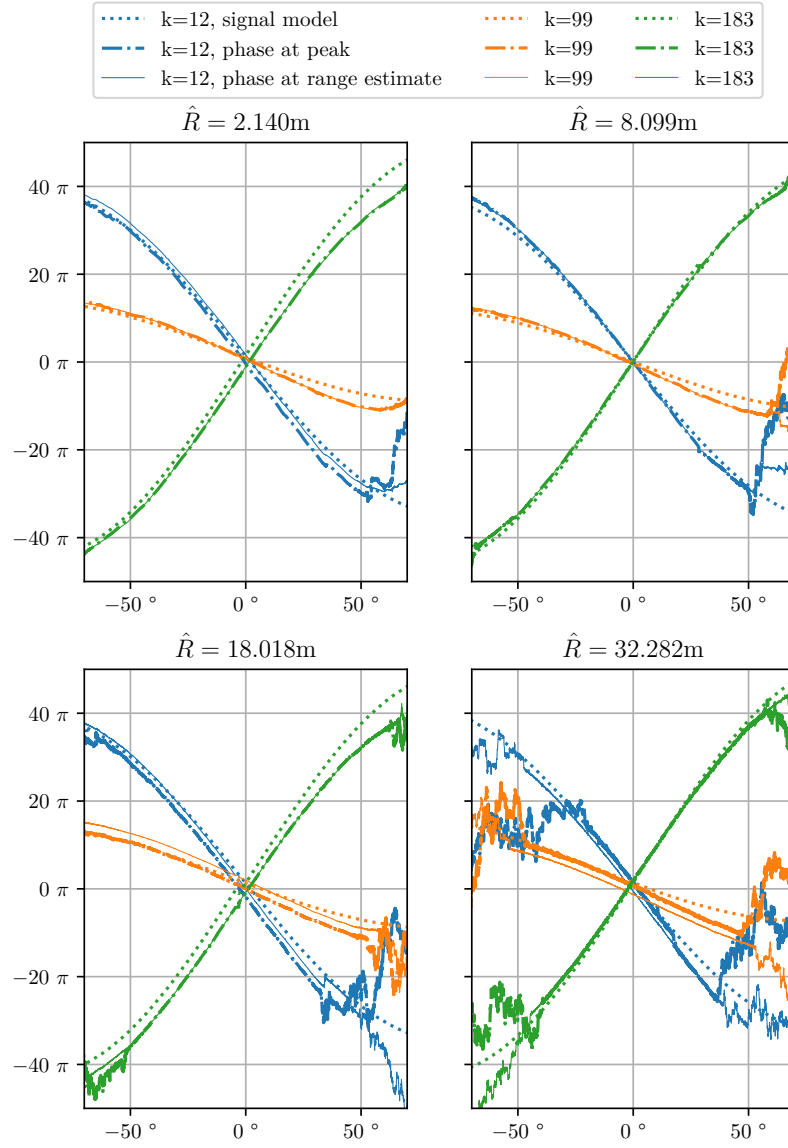 k=12, signal model k=99 k=183
k=12, phase at peak k=99 k=183
k=12, phase at range estimate k=99 k=183
R̂ = 2.140m R̂ = 8.099m
40 π
20 π
0 π
−20 π
−40 π
−50 ° 0 ° 50 ° −50 ° 0 ° 50 °
R̂ = 18.018m R̂ = 32.282m
40 π
20 π
0 π
−20 π
−40 π
−50 ° 0 ° 50 ° −50 ° 0 ° 50 °